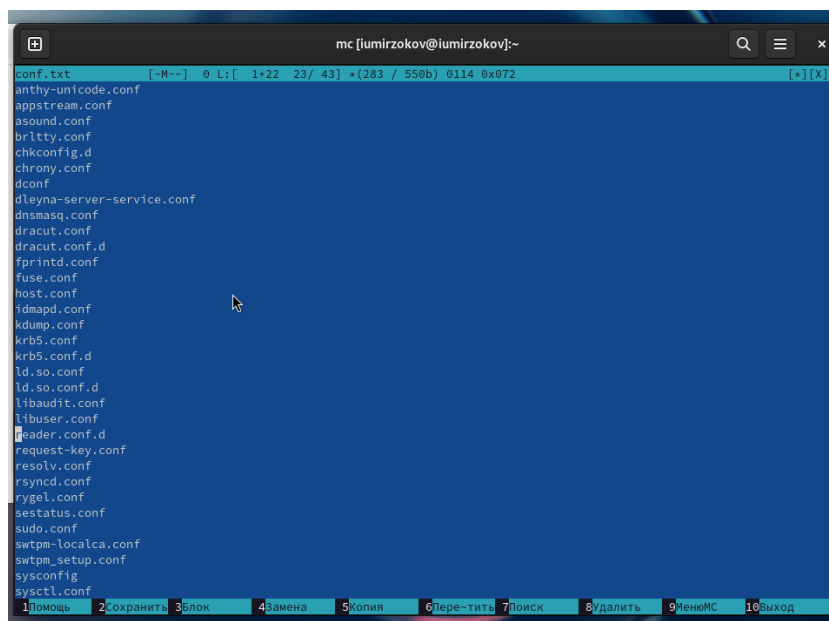 mc [iumirzokov@iumirzokov]:~
conf.txt [-M--] 0 L:[ 1+22 23/ 43] *(283 / 550b) 0114 0x072 [*][X]
anthy-unicode.conf
appstream.conf
asound.conf
brltty.conf
chkconfig.d
chrony.conf
dconf
dleyna-server-service.conf
dnsmasq.conf
dracut.conf
dracut.conf.d
fprintd.conf
fuse.conf
host.conf
idmapd.conf
kdump.conf
krb5.conf
krb5.conf.d
ld.so.conf
ld.so.conf.d
libaudit.conf
libuser.conf
reader.conf.d
request-key.conf
resolv.conf
rsyncd.conf
rygel.conf
sestatus.conf
sudo.conf
swtpm-localca.conf
swtpm_setup.conf
sysconfig
sysctl.conf
1Помощь 2Сохранить 3Блок 4Замена 5Копия 6Пере~тить 7Поиск 8Удалить 9МенюМС 10Выход